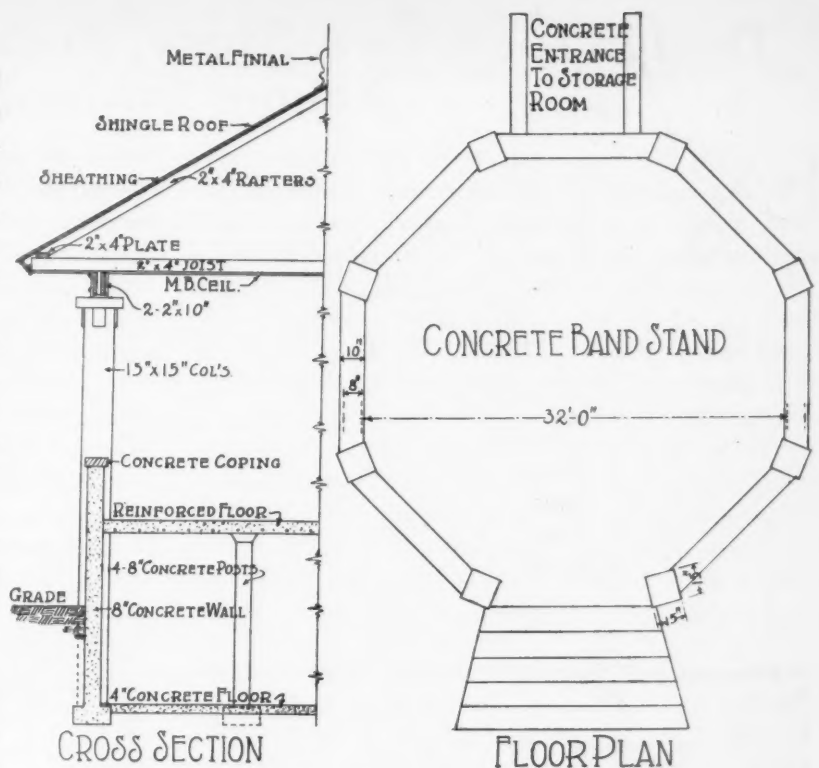 METAL FINIAL
SHINGLE ROOF
SHEATHING
2"x4" RAFTERS
2"x4" PLATE
2"x4" JOIST
M.B. CEIL.
2-2"x10"
15"x15" COL'S.
CONCRETE COPING
REINFORCED FLOOR
4-8" CONCRETE POSTS
GRADE
8" CONCRETE WALL
4" CONCRETE FLOOR
CROSS SECTION
CONCRETE
ENTRANCE
TO STORAGE
ROOM
CONCRETE BAND STAND
10"
8"
32'-0"
15"
FLOOR PLAN